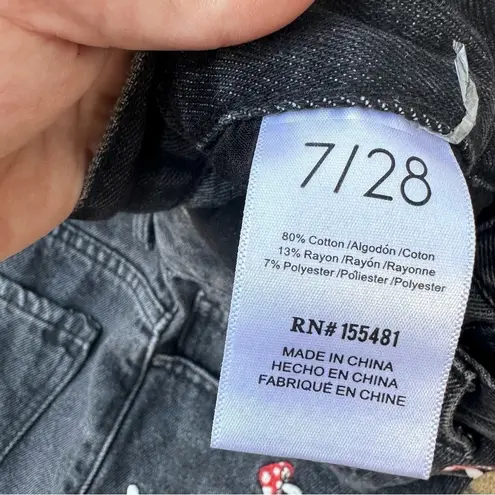 7/28
80% Cotton /Algodón /Coton
13% Rayon /Rayón /Rayonne
7% Polyester /Poliester /Polyester
RN# 155481
MADE IN CHINA
HECHO EN CHINA
FABRIQUÉ EN CHINE